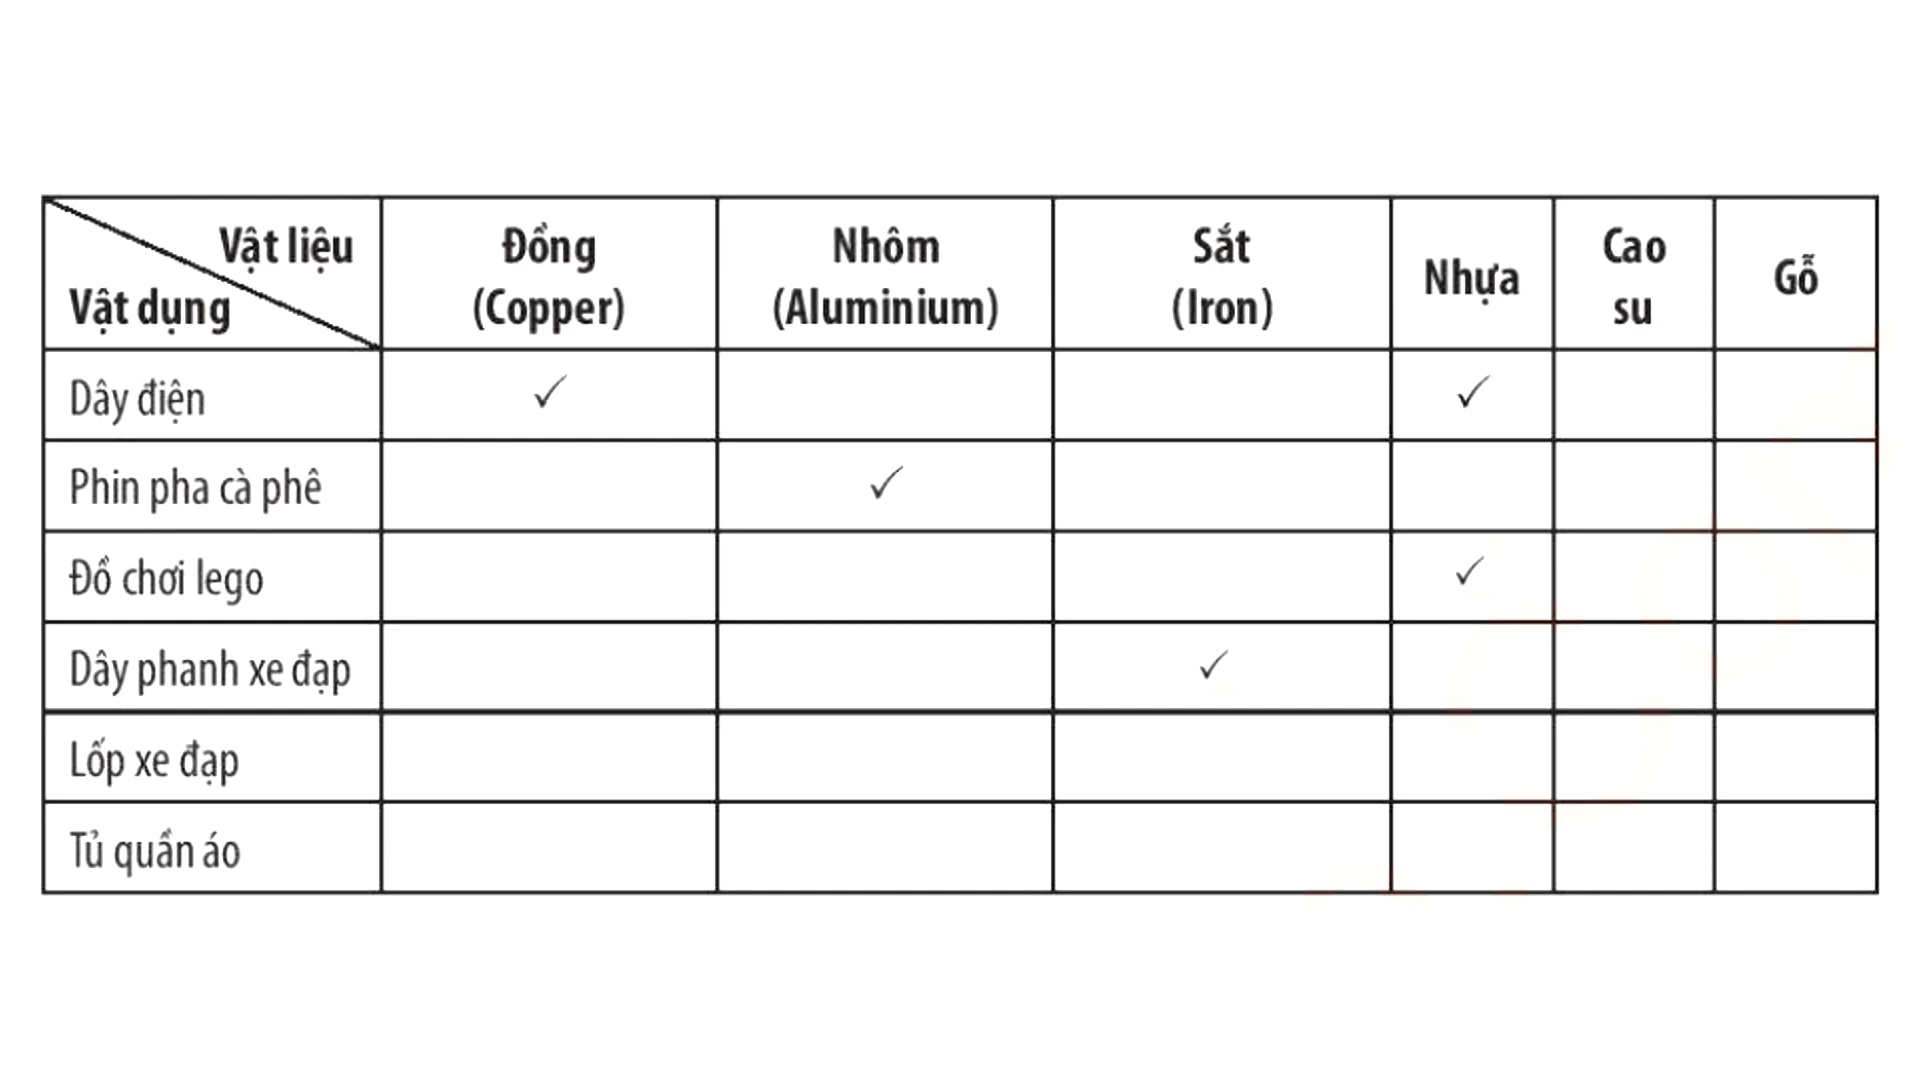 Vật liệu
Vật dụng
Đồng
(Copper)
Nhôm
(Aluminium)
Sắt
(Iron)
Nhựa
Cao
su
Gỗ
Dây điện ✓ ✓
Phin pha cà phê ✓
Đồ chơi lego ✓
Dây phanh xe đạp ✓
Lốp xe đạp
Tủ quần áo